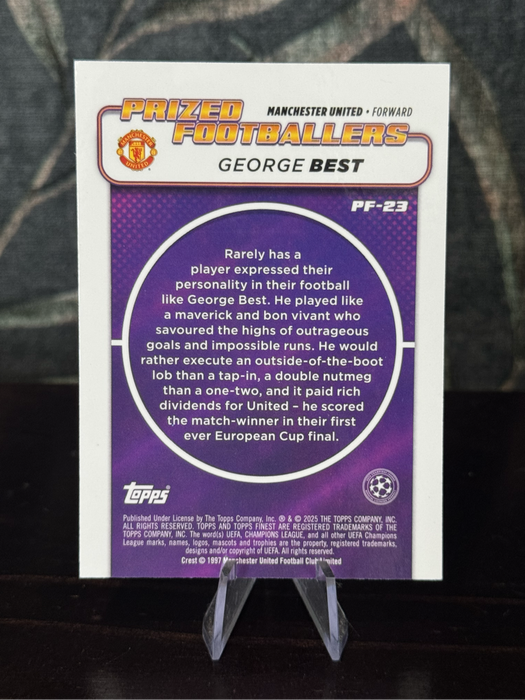 PRIZED
FOOTBALLERS
MANCHESTER UNITED • FORWARD
MANCHESTER
UNITED
GEORGE BEST
PF-23
Rarely has a
player expressed their
personality in their football
like George Best. He played like
a maverick and bon vivant who
savoured the highs of outrageous
goals and impossible runs. He would
rather execute an outside-of-the-boot
lob than a tap-in, a double nutmeg
than a one-two, and it paid rich
dividends for United – he scored
the match-winner in their first
ever European Cup final.
Topps®
Published Under License by The Topps Company, Inc. ® & © 2025 THE TOPPS COMPANY, INC.
ALL RIGHTS RESERVED. TOPPS AND TOPPS FINEST ARE REGISTERED TRADEMARKS OF THE
TOPPS COMPANY, INC. The word(s) UEFA, CHAMPIONS LEAGUE, and all other UEFA Champions
League marks, names, logos, mascots and trophies are the property, registered trademarks,
designs and/or copyright of UEFA. All rights reserved.
Crest © 1997 Manchester United Football Club Limited